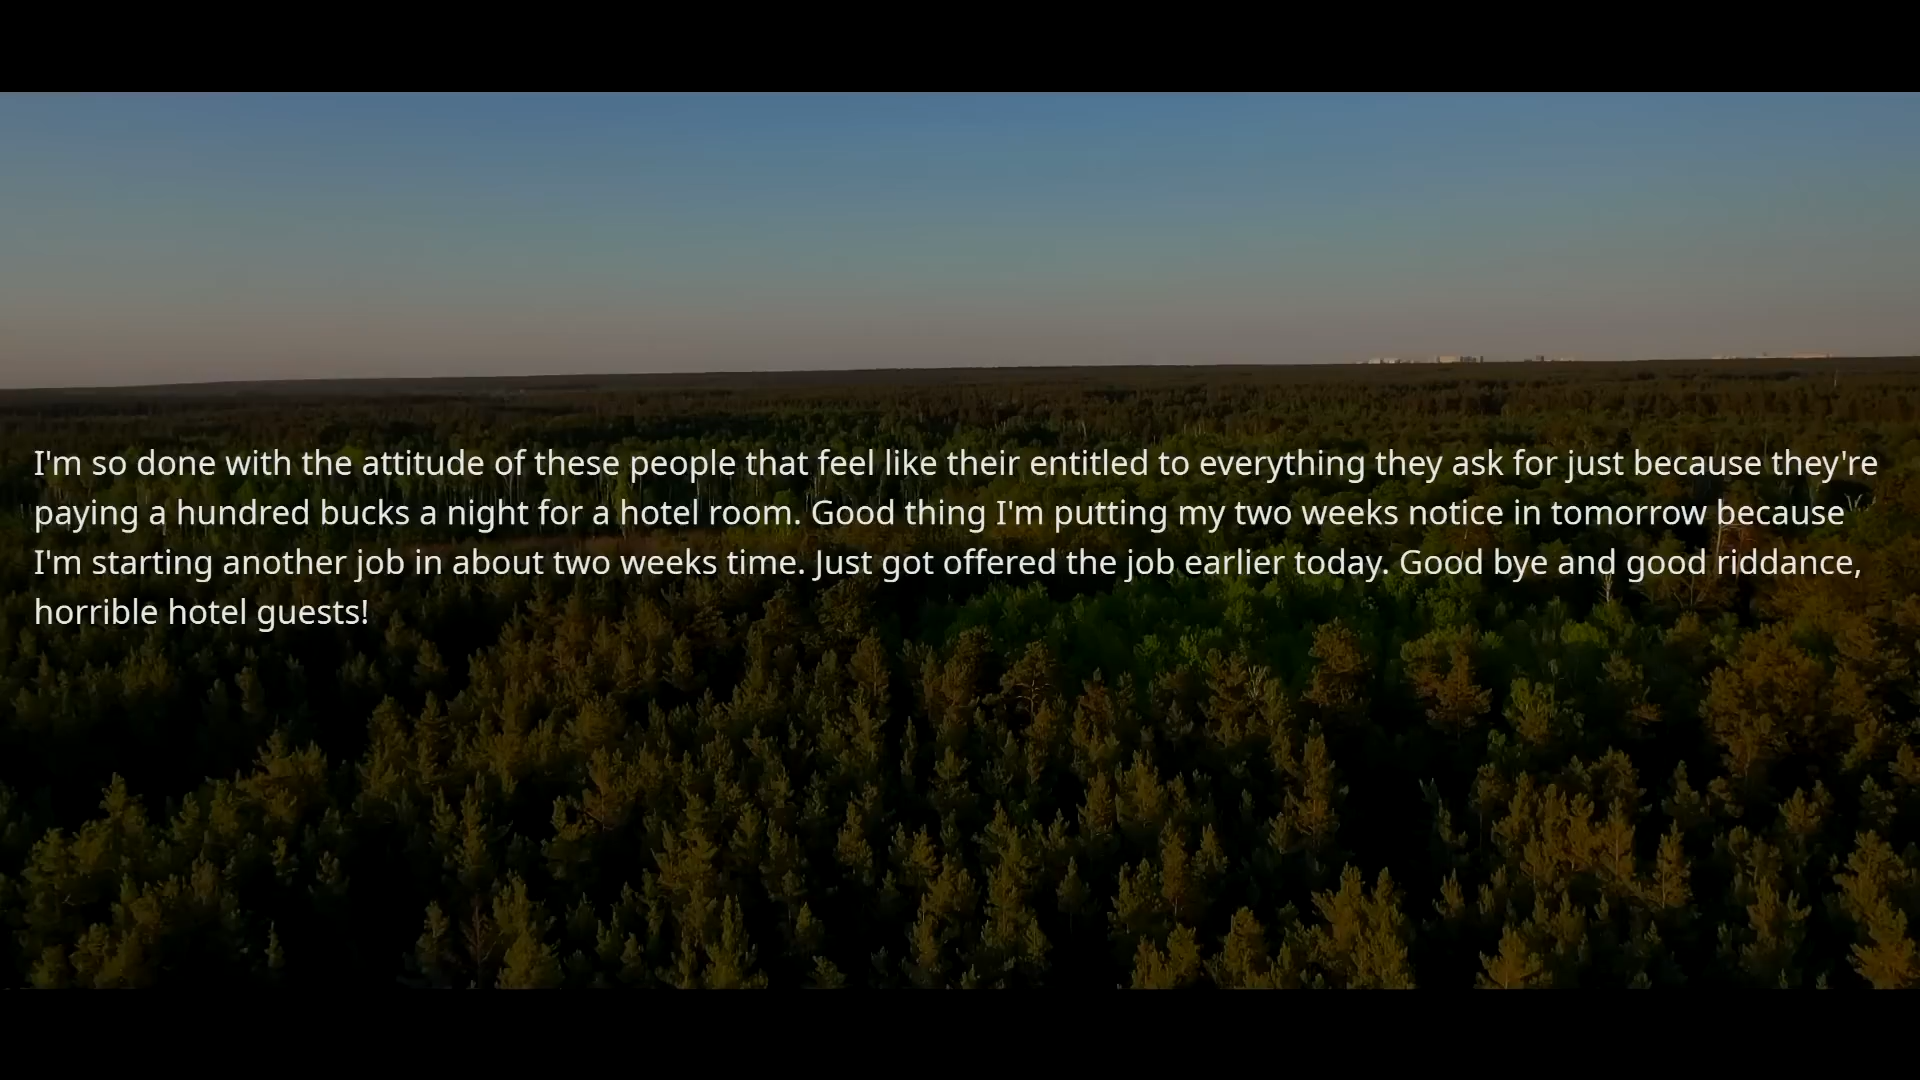 I'm so done with the attitude of these people that feel like their entitled to everything they ask for just because they're
paying a hundred bucks a night for a hotel room. Good thing I'm putting my two weeks notice in tomorrow because
I'm starting another job in about two weeks time. Just got offered the job earlier today. Good bye and good riddance,
horrible hotel guests!